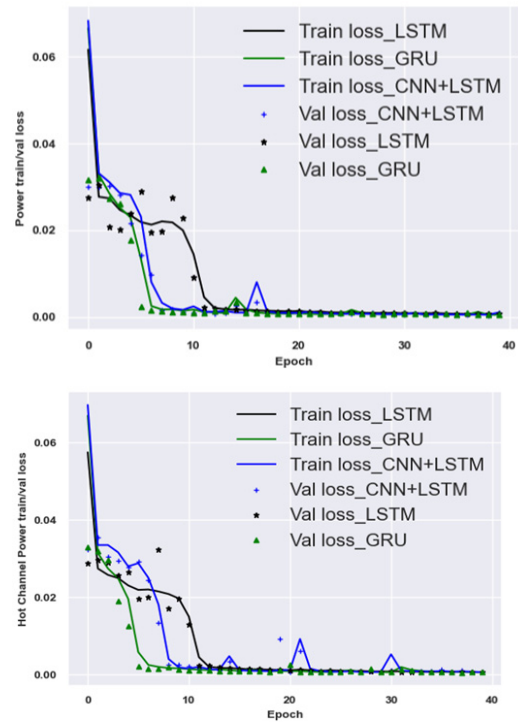 Train loss_LSTM
Train loss_GRU
Train loss_CNN+LSTM
Val loss_CNN+LSTM
Val loss_LSTM
Val loss_GRU
Power train/val loss
0.06
0.04
0.02
0.00
0 10 20 30 40
Epoch
Train loss_LSTM
Train loss_GRU
Train loss_CNN+LSTM
Val loss_CNN+LSTM
Val loss_LSTM
Val loss_GRU
Hot Channel Power train/val loss
0.06
0.04
0.02
0.00
0 10 20 30 40
Epoch